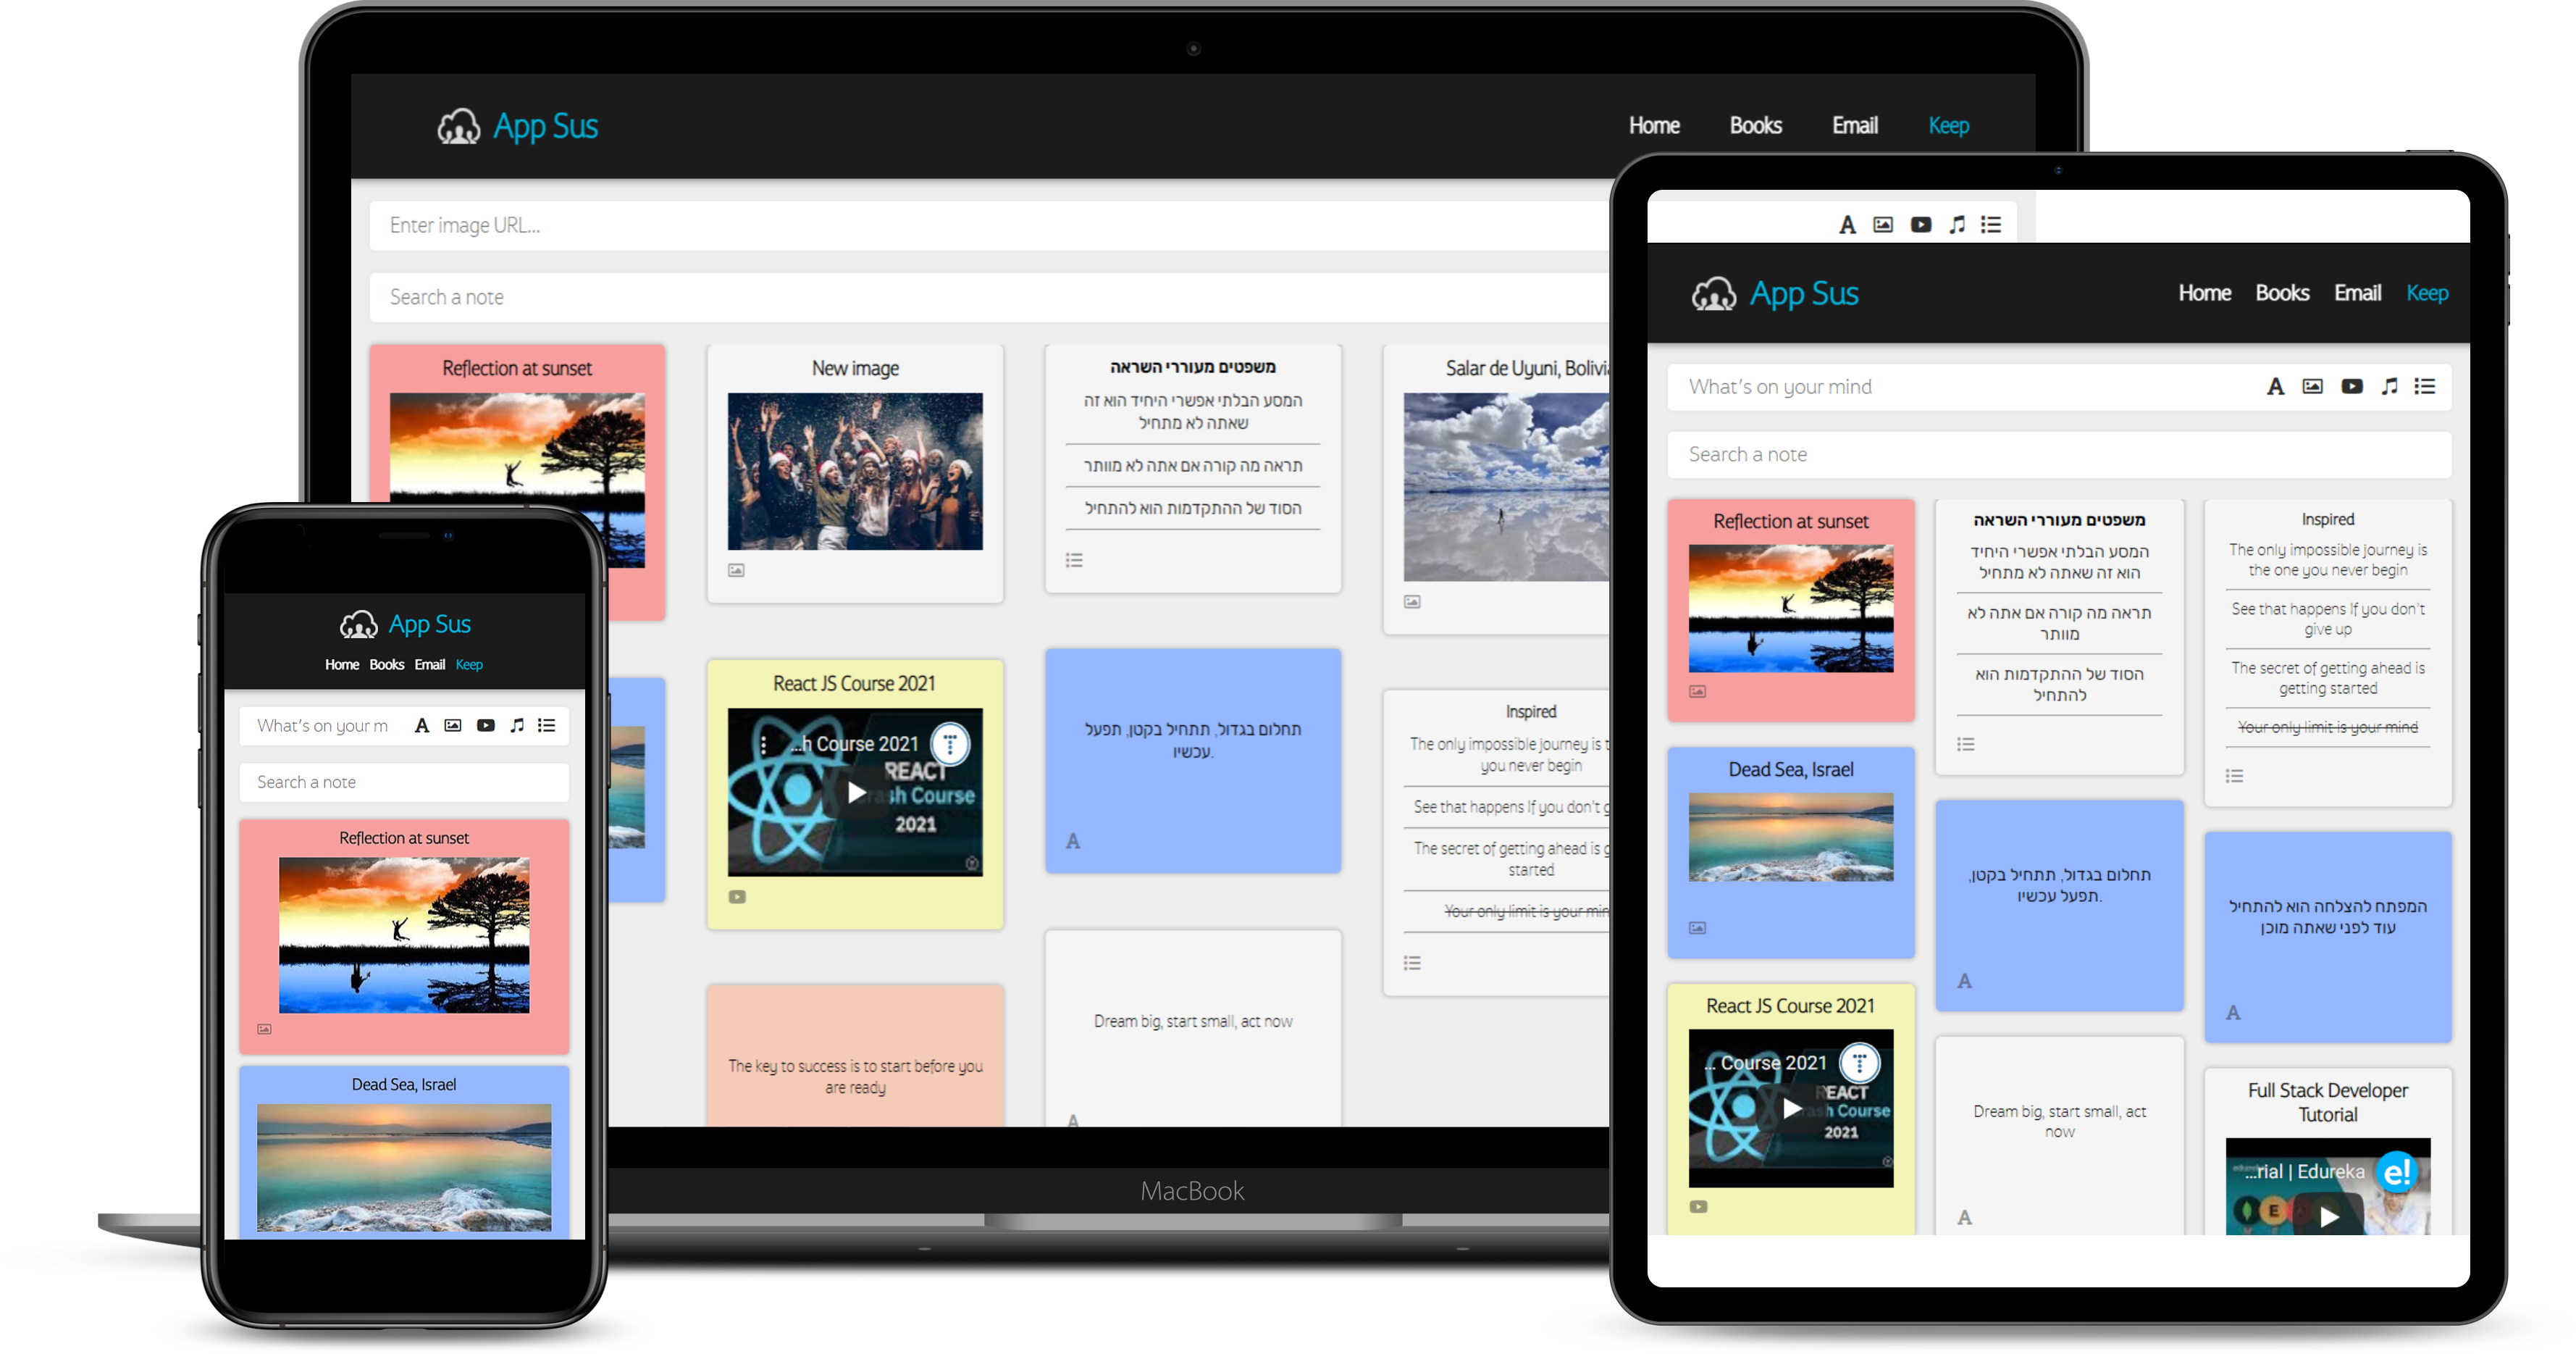 App Sus
Home Books Email Keep
Enter image URL...
Search a note
Reflection at sunset
New image
משפטים מעוררי השראה
המסע הבלתי אפשרי היחיד הוא זה
שאתה לא מתחיל
תראה מה קורה אם אתה לא מוותר
הסוד של ההתקדמות הוא להתחיל
Salar de Uyuni, Bolivia
React JS Course 2021
...h Course 2021
REACT
ash Course
2021
תחלום בגדול, תתחיל בקטן, תפעל
עכשיו.
A
Inspired
The only impossible journey is t
you never begin
See that happens If you don't g
The secret of getting ahead is g
started
Your only limit is your min
The key to success is to start before you
are ready
Dream big, start small, act now
A
MacBook
App Sus
Home Books Email Keep
What's on your m A
Search a note
Reflection at sunset
Dead Sea, Israel
A
App Sus
Home Books Email Keep
What's on your mind A
Search a note
Reflection at sunset
Dead Sea, Israel
React JS Course 2021
... Course 2021
REACT
rash Course
2021
משפטים מעוררי השראה
המסע הבלתי אפשרי היחיד
הוא זה שאתה לא מתחיל
תראה מה קורה אם אתה לא
מוותר
הסוד של ההתקדמות הוא
להתחיל
תחלום בגדול, תתחיל בקטן,
תפעל עכשיו.
A
Dream big, start small, act
now
A
Inspired
The only impossible journey is
the one you never begin
See that happens If you don't
give up
The secret of getting ahead is
getting started
Your only limit is your mind
המפתח להצלחה הוא להתחיל
עוד לפני שאתה מוכן
A
Full Stack Developer
Tutorial
...rial | Edureka e!
E